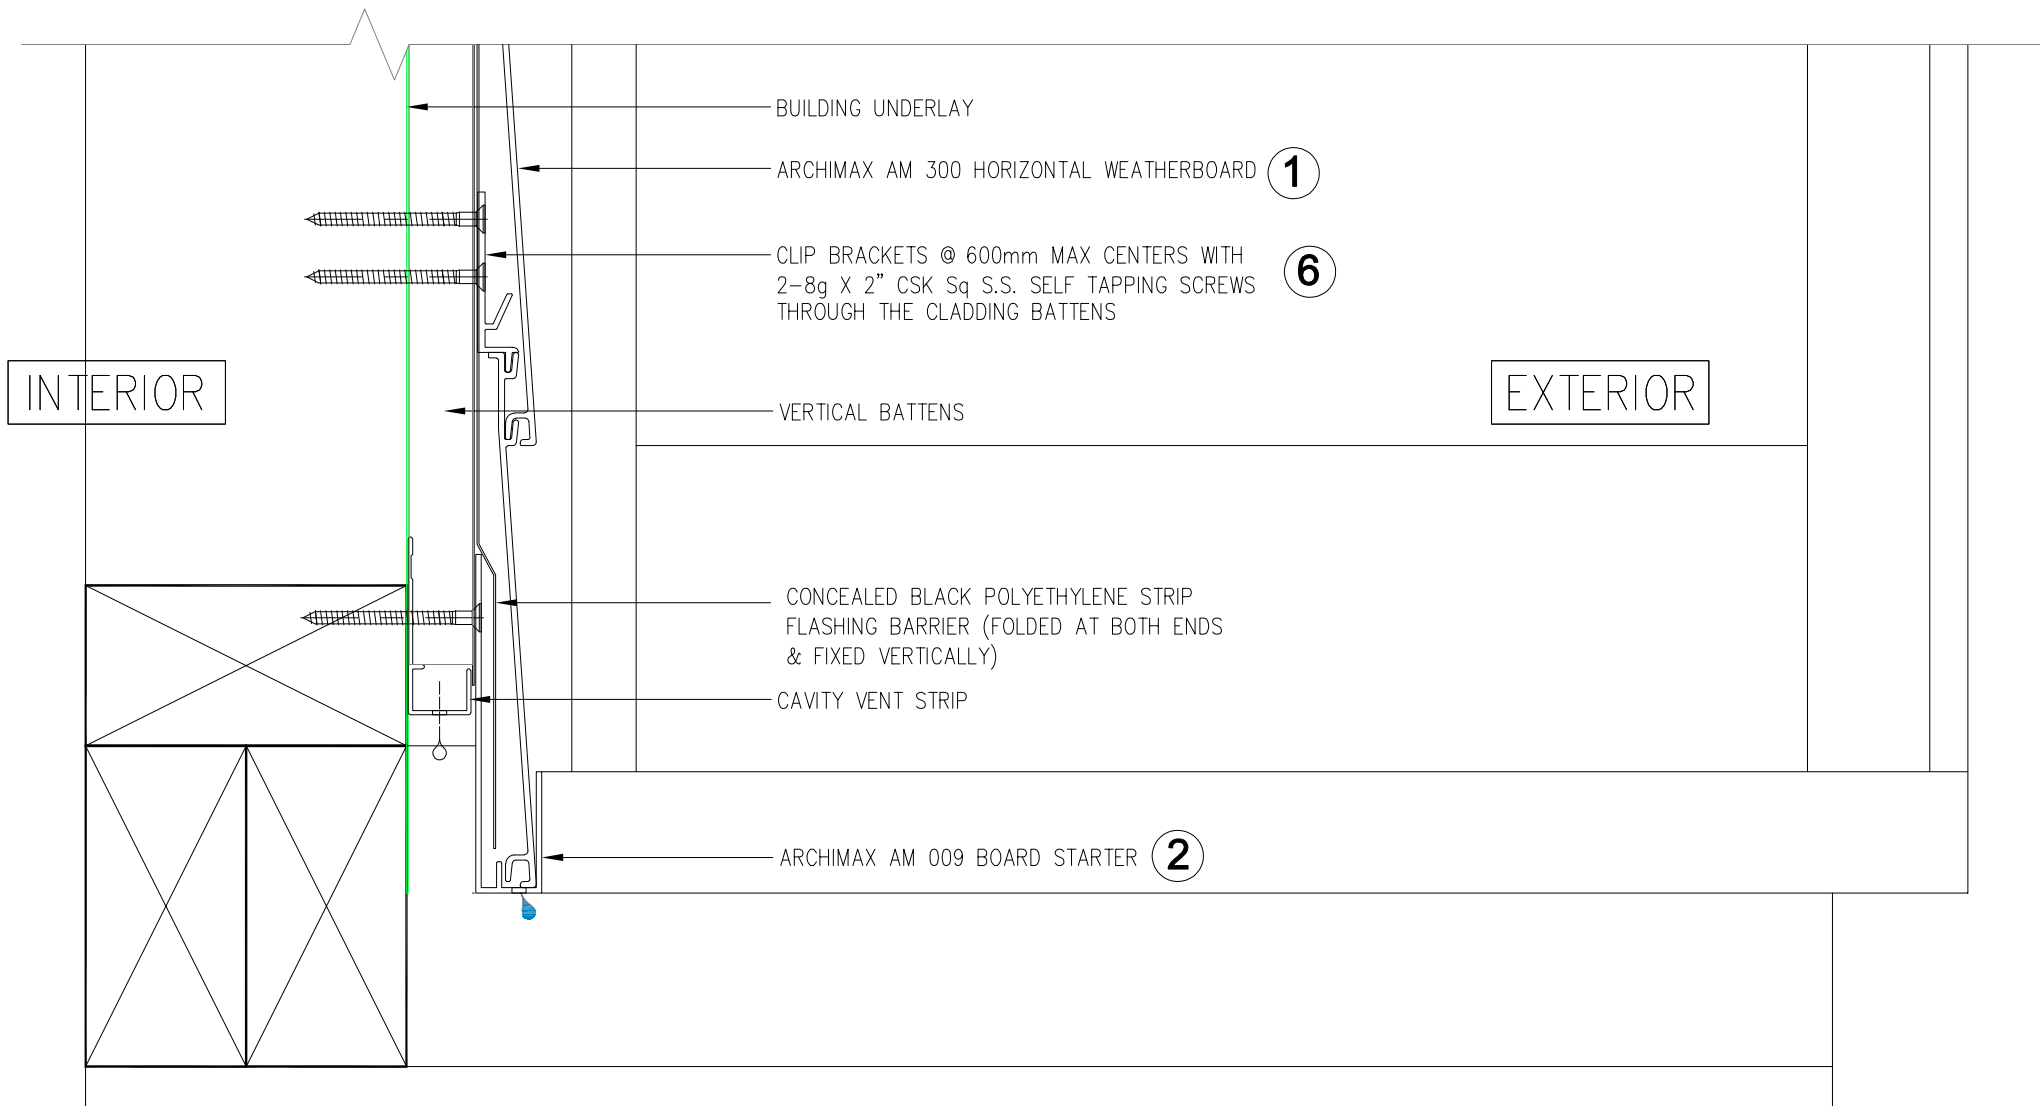 BUILDING UNDERLAY
ARCHIMAX AM 300 HORIZONTAL WEATHERBOARD 1
CLIP BRACKETS @ 600mm MAX CENTERS WITH
2-8g X 2" CSK Sq S.S. SELF TAPPING SCREWS 6
THROUGH THE CLADDING BATTENS
INTERIOR
EXTERIOR
VERTICAL BATTENS
CONCEALED BLACK POLYETHYLENE STRIP
FLASHING BARRIER (FOLDED AT BOTH ENDS
& FIXED VERTICALLY)
CAVITY VENT STRIP
ARCHIMAX AM 009 BOARD STARTER 2